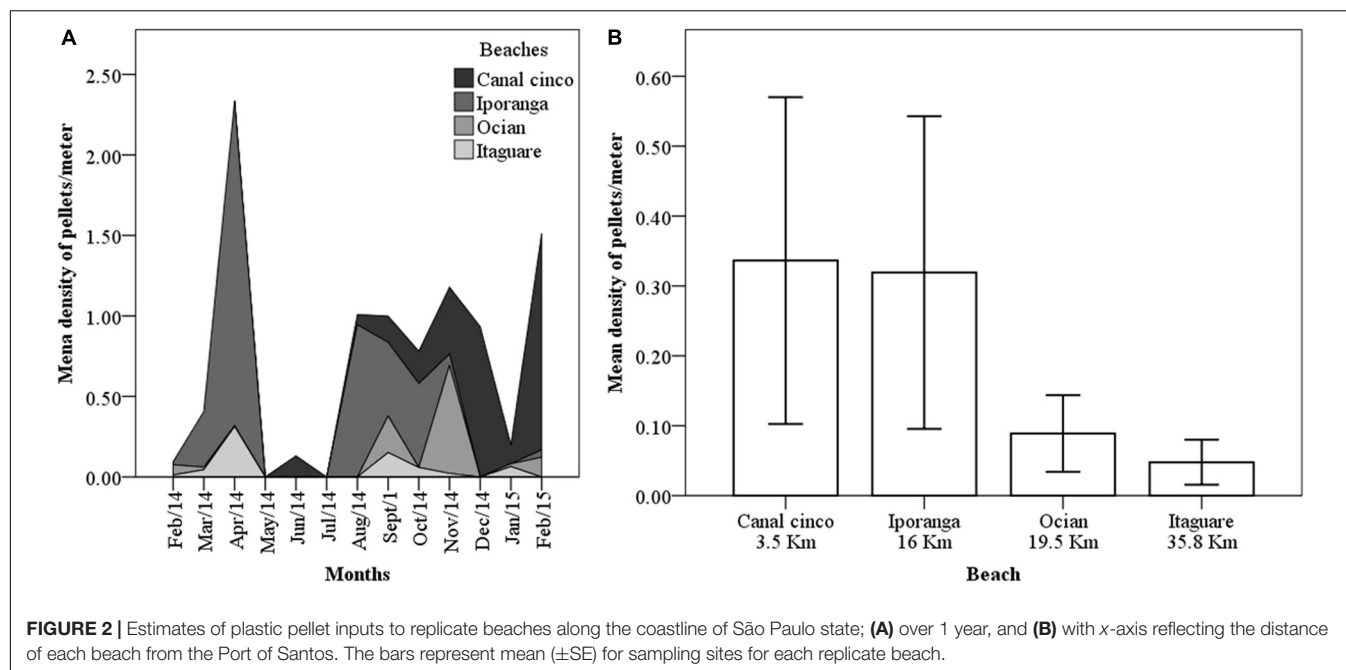 A
Mena density of pellets/meter
2.50
2.00
1.50
1.00
0.50
0.00
Beaches
Canal cinco
Iporanga
Ocian
Itaguare
Feb/14
Mar/14
Apr/14
May/14
Jun/14
Jul/14
Aug/14
Sept/1
Oct/14
Nov/14
Dec/14
Jan/15
Feb/15
Months
B
Mean density of pellets/meter
0.60
0.50
0.40
0.30
0.20
0.10
0.00
Canal cinco Iporanga Ocian Itaguare
3.5 Km 16 Km 19.5 Km 35.8 Km
Beach
FIGURE 2 | Estimates of plastic pellet inputs to replicate beaches along the coastline of São Paulo state; (A) over 1 year, and (B) with x-axis reflecting the distance
of each beach from the Port of Santos. The bars represent mean (±SE) for sampling sites for each replicate beach.